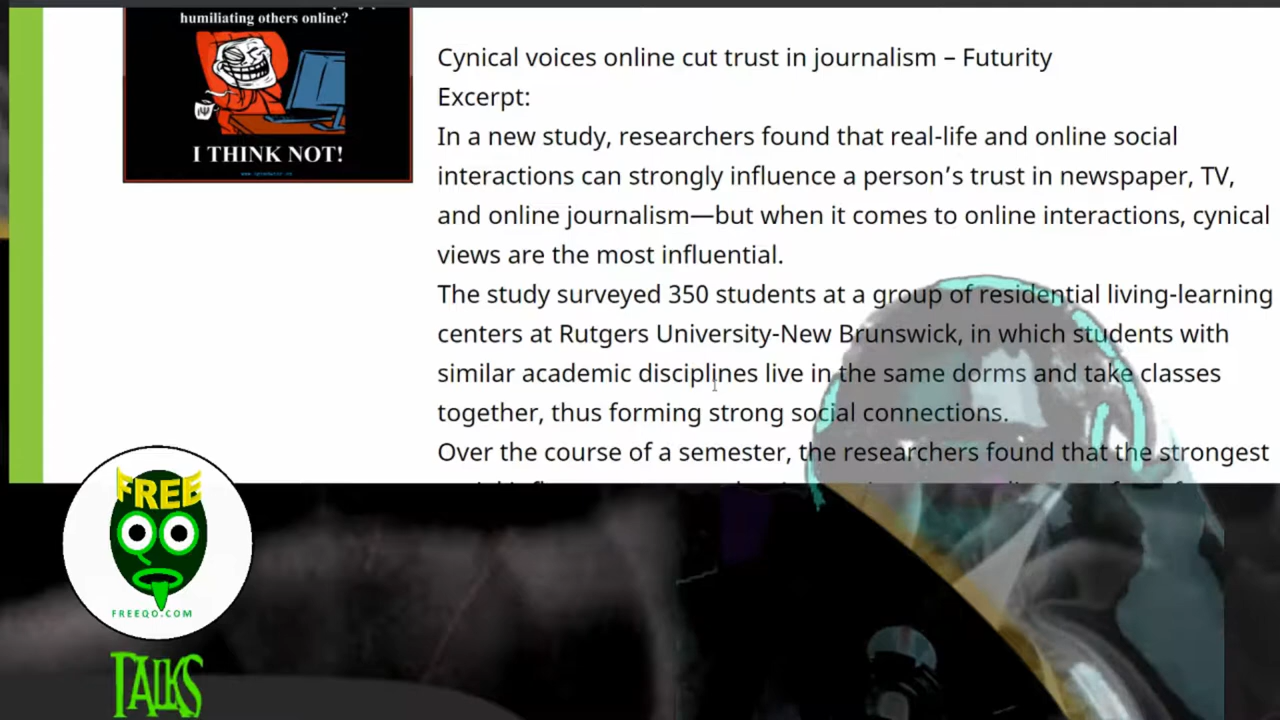 humiliating others online?
I THINK NOT!
Cynical voices online cut trust in journalism – Futurity
Excerpt:
In a new study, researchers found that real-life and online social
interactions can strongly influence a person’s trust in newspaper, TV,
and online journalism—but when it comes to online interactions, cynical
views are the most influential.
The study surveyed 350 students at a group of residential living-learning
centers at Rutgers University-New Brunswick, in which students with
similar academic disciplines live in the same dorms and take classes
together, thus forming strong social connections.
Over the course of a semester, the researchers found that the strongest
FREE
FREEQO.COM
TALKS